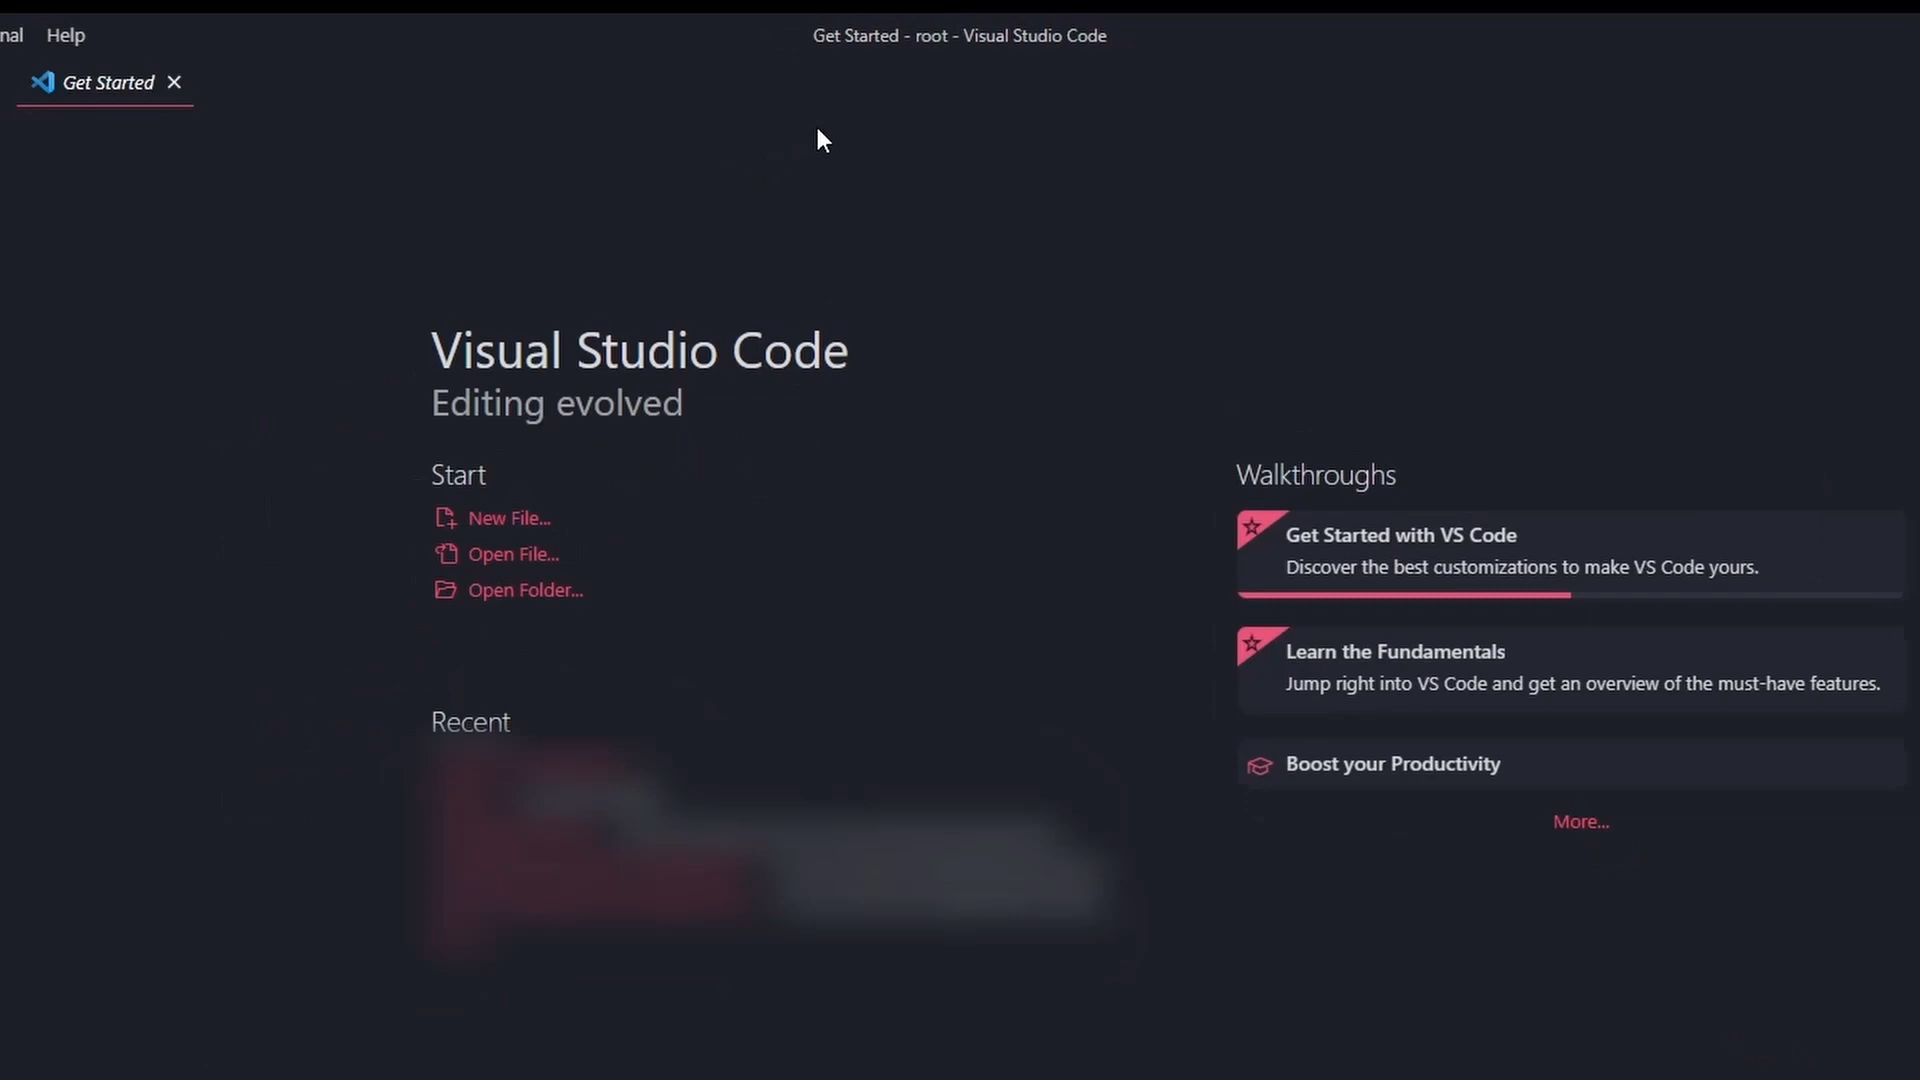 nal Help
Get Started - root - Visual Studio Code
Get Started
Visual Studio Code
Editing evolved
Start
New File...
Open File...
Open Folder...
Recent
Walkthroughs
Get Started with VS Code
Discover the best customizations to make VS Code yours.
Learn the Fundamentals
Jump right into VS Code and get an overview of the must-have features.
Boost your Productivity
More...